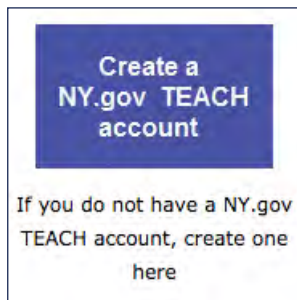 Create a
NY.gov TEACH
account
If you do not have a NY.gov
TEACH account, create one
here